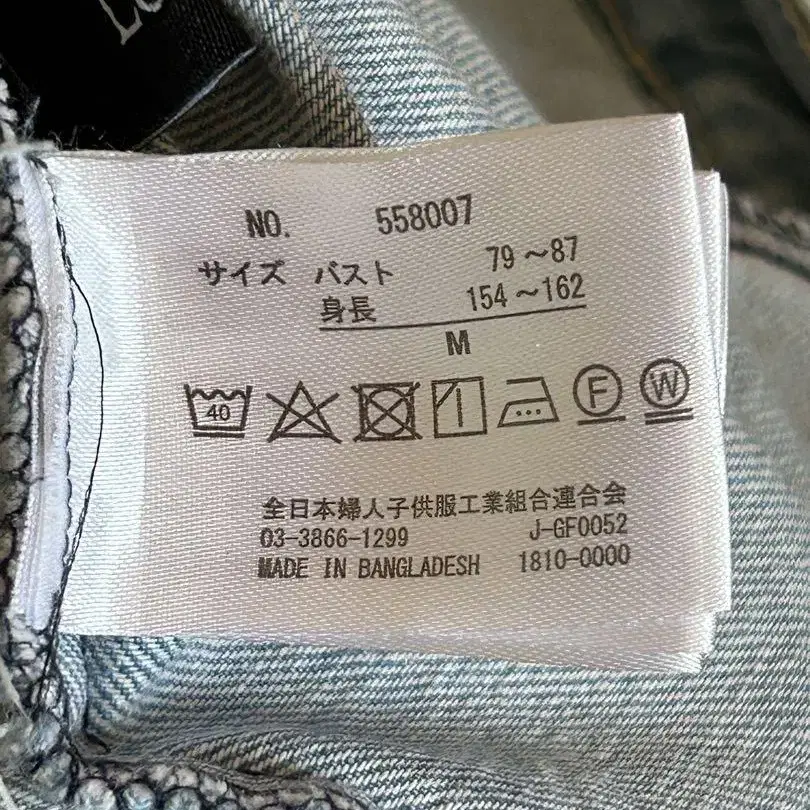 NO. 558007
サイズ バスト 79～87
身長 154～162
M
40 F W
全日本婦人子供服工業組合連合会
03-3866-1299 J-GF0052
MADE IN BANGLADESH 1810-0000